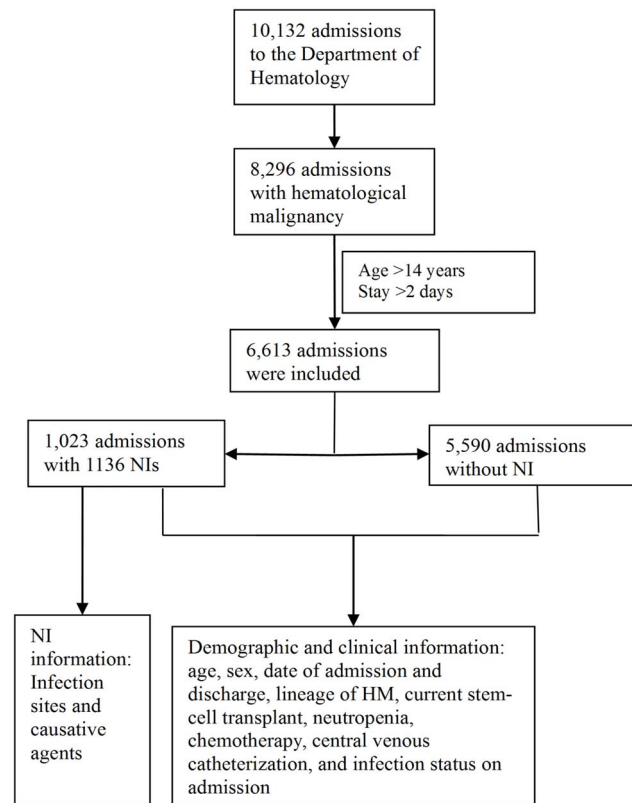 10,132 admissions
to the Department of
Hematology
8,296 admissions
with hematological
malignancy
Age >14 years
Stay >2 days
6,613 admissions
were included
1,023 admissions
with 1136 NIs
5,590 admissions
without NI
NI
information:
Infection
sites and
causative
agents
Demographic and clinical information:
age, sex, date of admission and
discharge, lineage of HM, current stem-
cell transplant, neutropenia,
chemotherapy, central venous
catheterization, and infection status on
admission